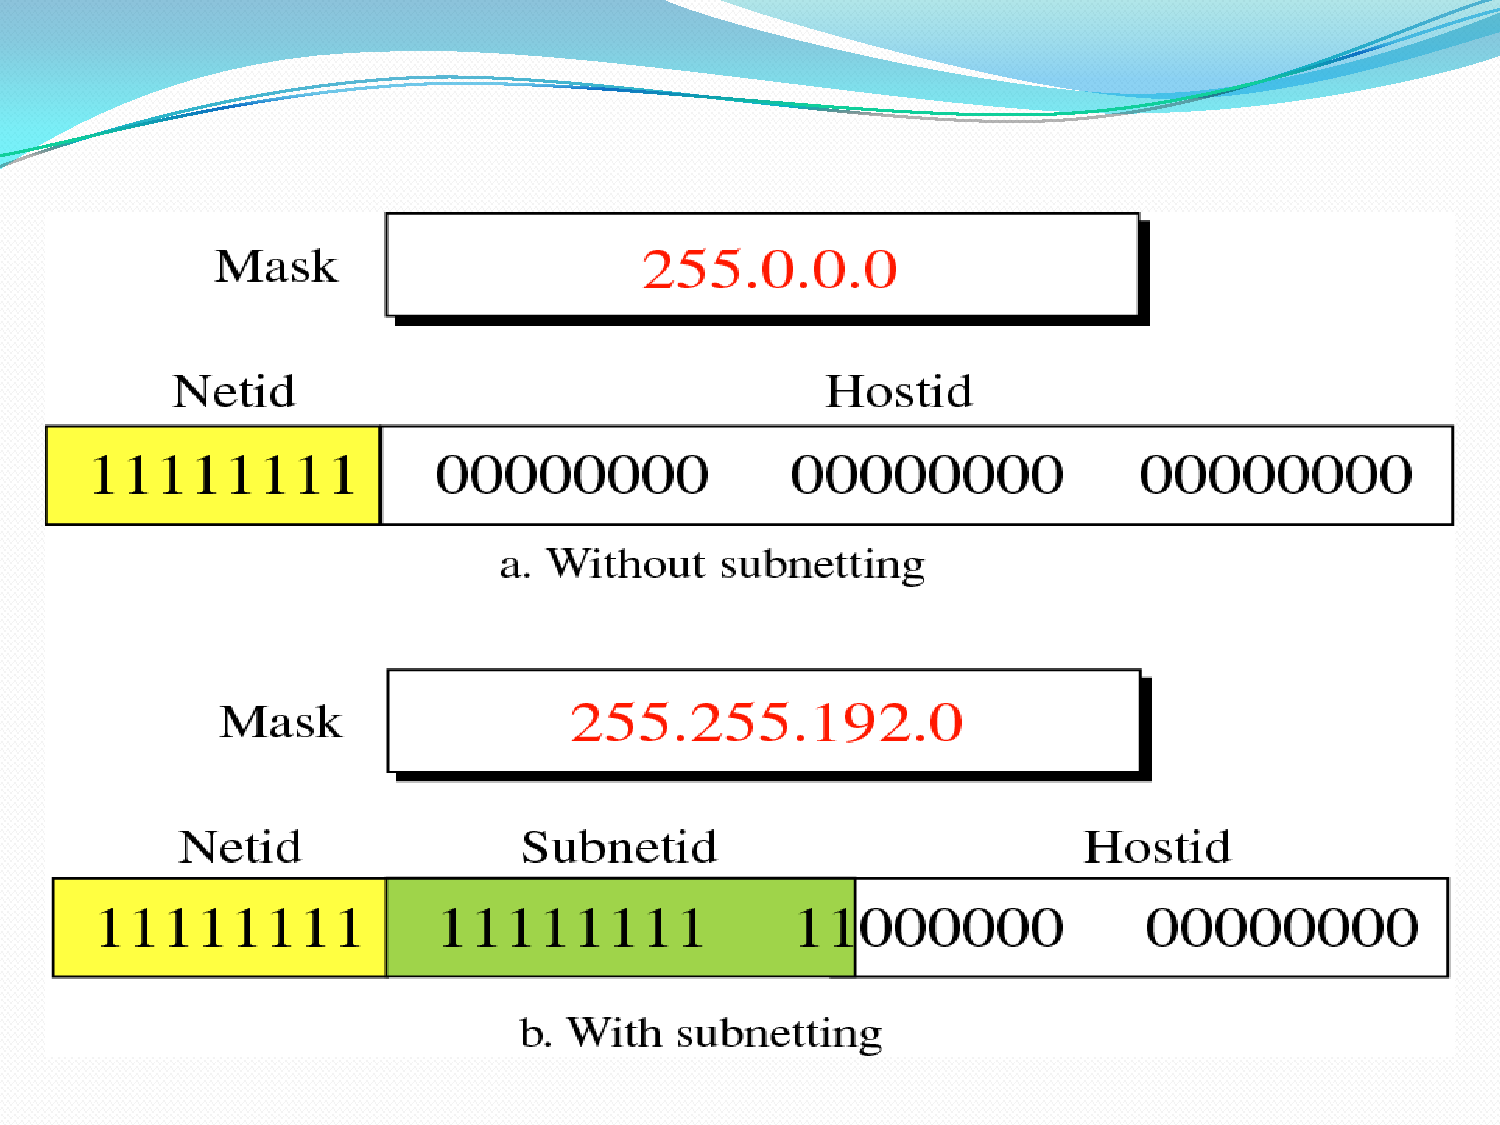 Mask 255.0.0.0
Netid Hostid
11111111 00000000 00000000 00000000
a. Without subnetting
Mask 255.255.192.0
Netid Subnetid Hostid
11111111 11111111 11000000 00000000
b. With subnetting